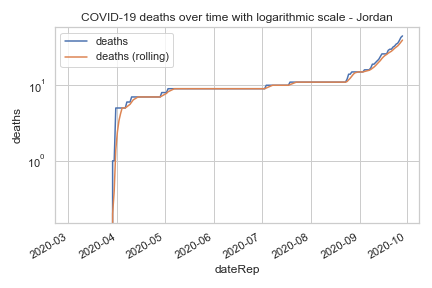 COVID-19 deaths over time with logarithmic scale - Jordan
deaths
deaths (rolling)
10¹
10⁰
deaths
2020-03
2020-04
2020-05
2020-06
2020-07
2020-08
2020-09
2020-10
dateRep